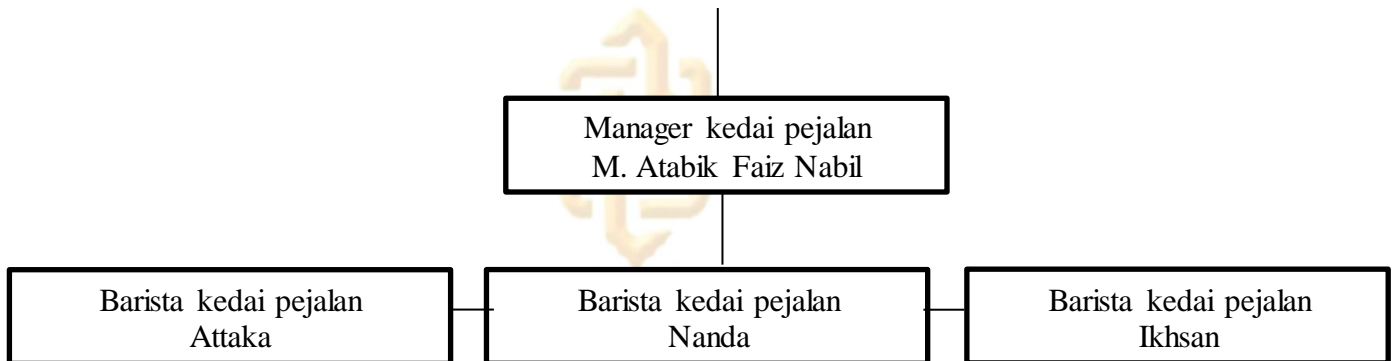 Manager kedai pejalan
M. Atabik Faiz Nabil
Barista kedai pejalan
Attaka
Barista kedai pejalan
Nanda
Barista kedai pejalan
Ikhsan